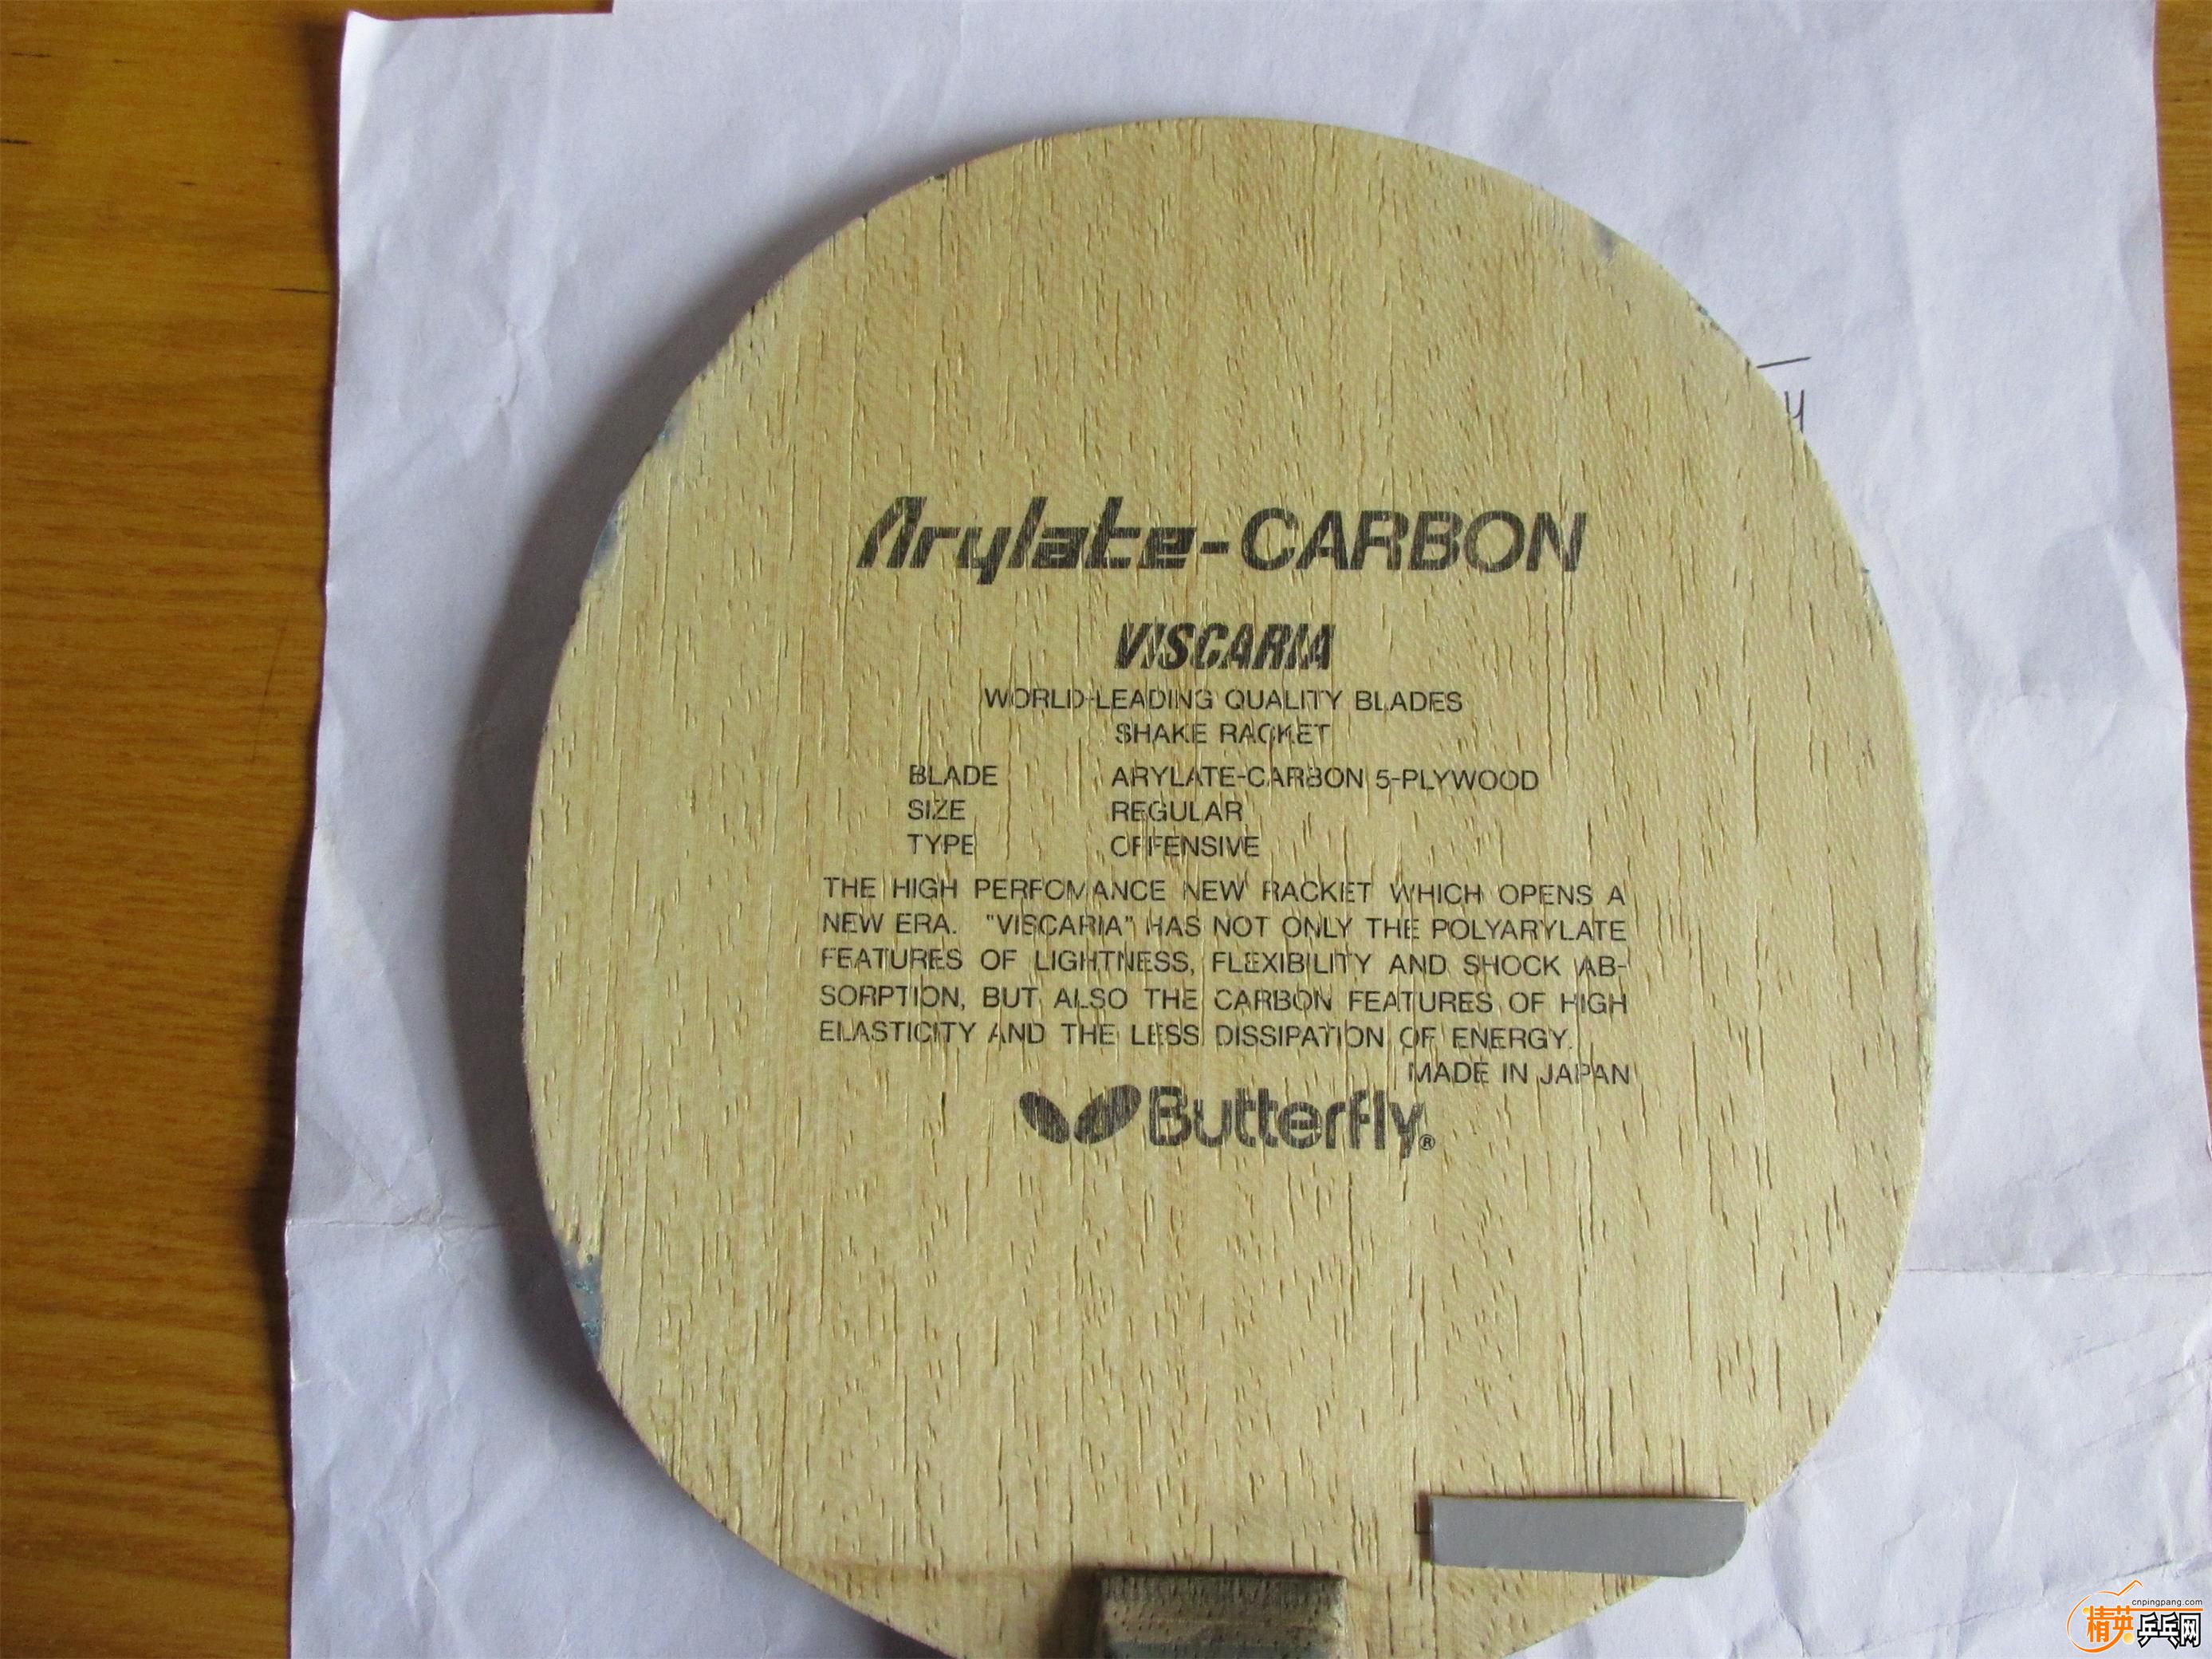 Arylate-CARBON
VISCARIA
WORLD-LEADING QUALITY BLADES
SHAKE RACKET
BLADE ARYLATE-CARBON 5-PLYWOOD
SIZE REGULAR
TYPE OFFENSIVE
THE HIGH PERFOMANCE NEW RACKET WHICH OPENS A
NEW ERA. "VISCARIA" HAS NOT ONLY THE POLYARYLATE
FEATURES OF LIGHTNESS, FLEXIBILITY AND SHOCK AB-
SORPTION, BUT ALSO THE CARBON FEATURES OF HIGH
ELASTICITY AND THE LESS DISSIPATION OF ENERGY.
MADE IN JAPAN
Butterfly®
cnpingpang.com
精英乒乓网